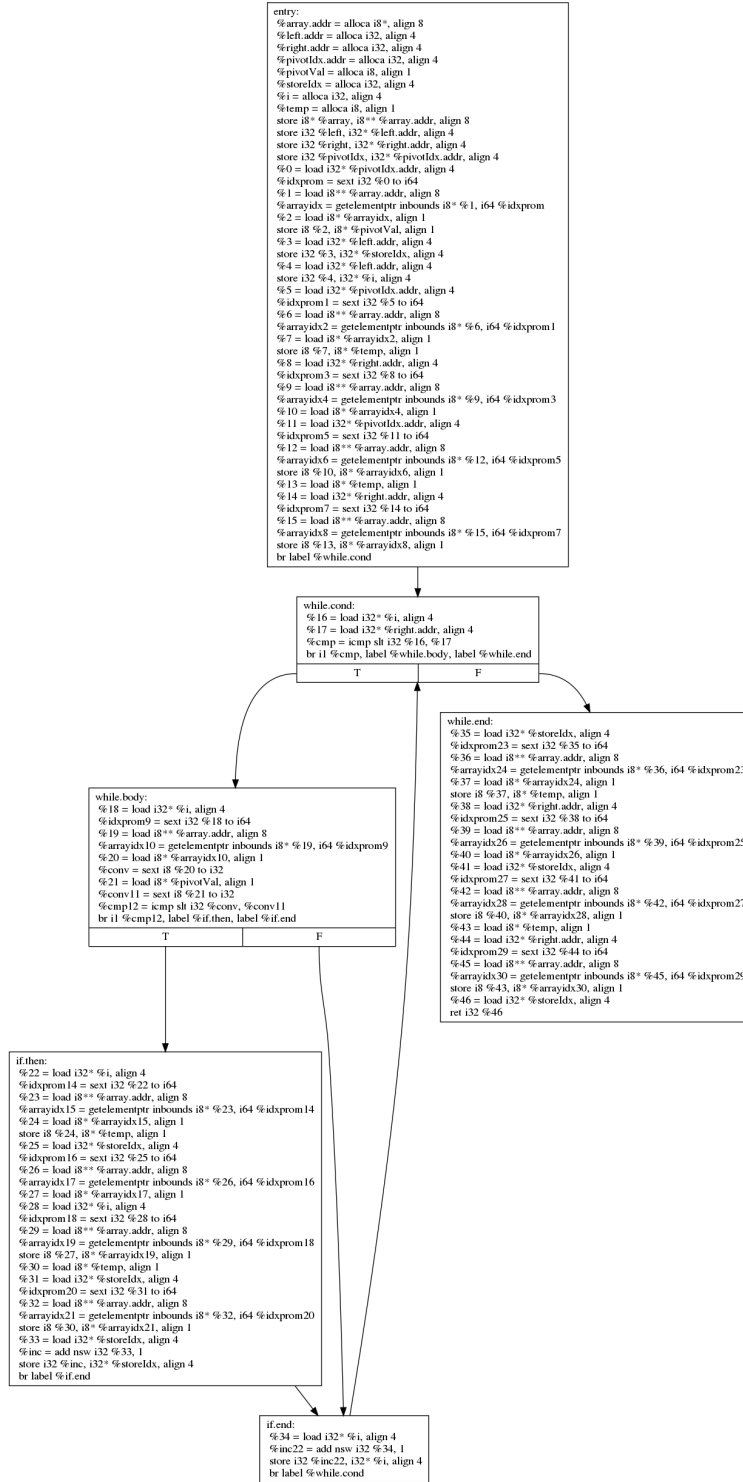 entry:
%array.addr = alloca i8*, align 8
%left.addr = alloca i32, align 4
%right.addr = alloca i32, align 4
%pivotIdx.addr = alloca i32, align 4
%pivotVal = alloca i8, align 1
%storeIdx = alloca i32, align 4
%i = alloca i32, align 4
%temp = alloca i8, align 1
store i8* %array, i8** %array.addr, align 8
store i32 %left, i32* %left.addr, align 4
store i32 %right, i32* %right.addr, align 4
store i32 %pivotIdx, i32* %pivotIdx.addr, align 4
%0 = load i32* %pivotIdx.addr, align 4
%idxprom = sext i32 %0 to i64
%1 = load i8** %array.addr, align 8
%arrayidx = getelementptr inbounds i8* %1, i64 %idxprom
%2 = load i8* %arrayidx, align 1
store i8 %2, i8* %pivotVal, align 1
%3 = load i32* %left.addr, align 4
store i32 %3, i32* %storeIdx, align 4
%4 = load i32* %left.addr, align 4
store i32 %4, i32* %i, align 4
%5 = load i32* %pivotIdx.addr, align 4
%idxprom1 = sext i32 %5 to i64
%6 = load i8** %array.addr, align 8
%arrayidx2 = getelementptr inbounds i8* %6, i64 %idxprom1
%7 = load i8* %arrayidx2, align 1
store i8 %7, i8* %temp, align 1
%8 = load i32* %right.addr, align 4
%idxprom3 = sext i32 %8 to i64
%9 = load i8** %array.addr, align 8
%arrayidx4 = getelementptr inbounds i8* %9, i64 %idxprom3
%10 = load i8* %arrayidx4, align 1
%11 = load i32* %pivotIdx.addr, align 4
%idxprom5 = sext i32 %11 to i64
%12 = load i8** %array.addr, align 8
%arrayidx6 = getelementptr inbounds i8* %12, i64 %idxprom5
store i8 %10, i8* %arrayidx6, align 1
%13 = load i8* %temp, align 1
%14 = load i32* %right.addr, align 4
%idxprom7 = sext i32 %14 to i64
%15 = load i8** %array.addr, align 8
%arrayidx8 = getelementptr inbounds i8* %15, i64 %idxprom7
store i8 %13, i8* %arrayidx8, align 1
br label %while.cond
while.cond:
%16 = load i32* %i, align 4
%17 = load i32* %right.addr, align 4
%cmp = icmp slt i32 %16, %17
br i1 %cmp, label %while.body, label %while.end
T
F
while.end:
%35 = load i32* %storeIdx, align 4
%idxprom23 = sext i32 %35 to i64
%36 = load i8** %array.addr, align 8
%arrayidx24 = getelementptr inbounds i8* %36, i64 %idxprom23
%37 = load i8* %arrayidx24, align 1
store i8 %37, i8* %temp, align 1
%38 = load i32* %right.addr, align 4
%idxprom25 = sext i32 %38 to i64
%39 = load i8** %array.addr, align 8
%arrayidx26 = getelementptr inbounds i8* %39, i64 %idxprom25
%40 = load i8* %arrayidx26, align 1
%41 = load i32* %storeIdx, align 4
%idxprom27 = sext i32 %41 to i64
%42 = load i8** %array.addr, align 8
%arrayidx28 = getelementptr inbounds i8* %42, i64 %idxprom27
store i8 %40, i8* %arrayidx28, align 1
%43 = load i8* %temp, align 1
%44 = load i32* %right.addr, align 4
%idxprom29 = sext i32 %44 to i64
%45 = load i8** %array.addr, align 8
%arrayidx30 = getelementptr inbounds i8* %45, i64 %idxprom29
store i8 %43, i8* %arrayidx30, align 1
%46 = load i32* %storeIdx, align 4
ret i32 %46
while.body:
%18 = load i32* %i, align 4
%idxprom9 = sext i32 %18 to i64
%19 = load i8** %array.addr, align 8
%arrayidx10 = getelementptr inbounds i8* %19, i64 %idxprom9
%20 = load i8* %arrayidx10, align 1
%conv = sext i8 %20 to i32
%21 = load i8* %pivotVal, align 1
%conv11 = sext i8 %21 to i32
%cmp12 = icmp slt i32 %conv, %conv11
br i1 %cmp12, label %if.then, label %if.end
T
F
if.then:
%22 = load i32* %i, align 4
%idxprom14 = sext i32 %22 to i64
%23 = load i8** %array.addr, align 8
%arrayidx15 = getelementptr inbounds i8* %23, i64 %idxprom14
%24 = load i8* %arrayidx15, align 1
store i8 %24, i8* %temp, align 1
%25 = load i32* %storeIdx, align 4
%idxprom16 = sext i32 %25 to i64
%26 = load i8** %array.addr, align 8
%arrayidx17 = getelementptr inbounds i8* %26, i64 %idxprom16
%27 = load i8* %arrayidx17, align 1
%28 = load i32* %i, align 4
%idxprom18 = sext i32 %28 to i64
%29 = load i8** %array.addr, align 8
%arrayidx19 = getelementptr inbounds i8* %29, i64 %idxprom18
store i8 %27, i8* %arrayidx19, align 1
%30 = load i8* %temp, align 1
%31 = load i32* %storeIdx, align 4
%idxprom20 = sext i32 %31 to i64
%32 = load i8** %array.addr, align 8
%arrayidx21 = getelementptr inbounds i8* %32, i64 %idxprom20
store i8 %30, i8* %arrayidx21, align 1
%33 = load i32* %storeIdx, align 4
%inc = add nsw i32 %33, 1
store i32 %inc, i32* %storeIdx, align 4
br label %if.end
if.end:
%34 = load i32* %i, align 4
%inc22 = add nsw i32 %34, 1
store i32 %inc22, i32* %i, align 4
br label %while.cond